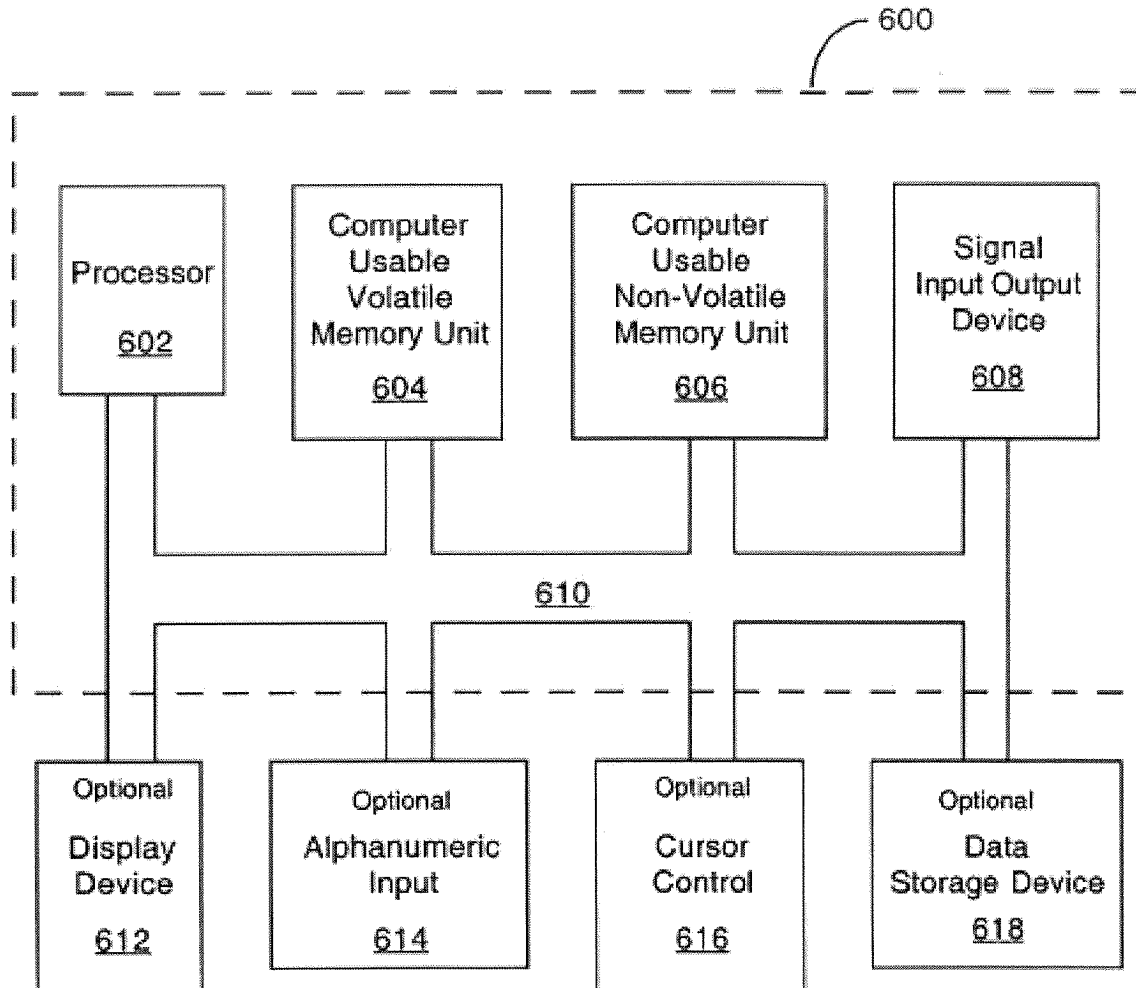 600
Processor
602
Computer
Usable
Volatile
Memory Unit
604
Computer
Usable
Non-Volatile
Memory Unit
606
Signal
Input Output
Device
608
610
Optional
Display
Device
612
Optional
Alphanumeric
Input
614
Optional
Cursor
Control
616
Optional
Data
Storage Device
618